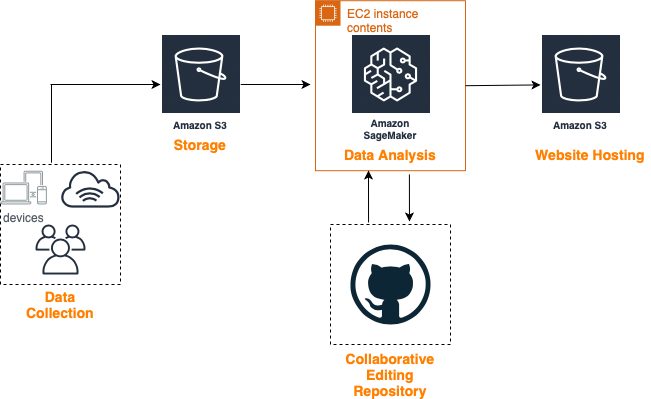 EC2 instance
contents
Amazon S3
Storage
Amazon
SageMaker
Data Analysis
Amazon S3
Website Hosting
devices
Data
Collection
Collaborative
Editing
Repository